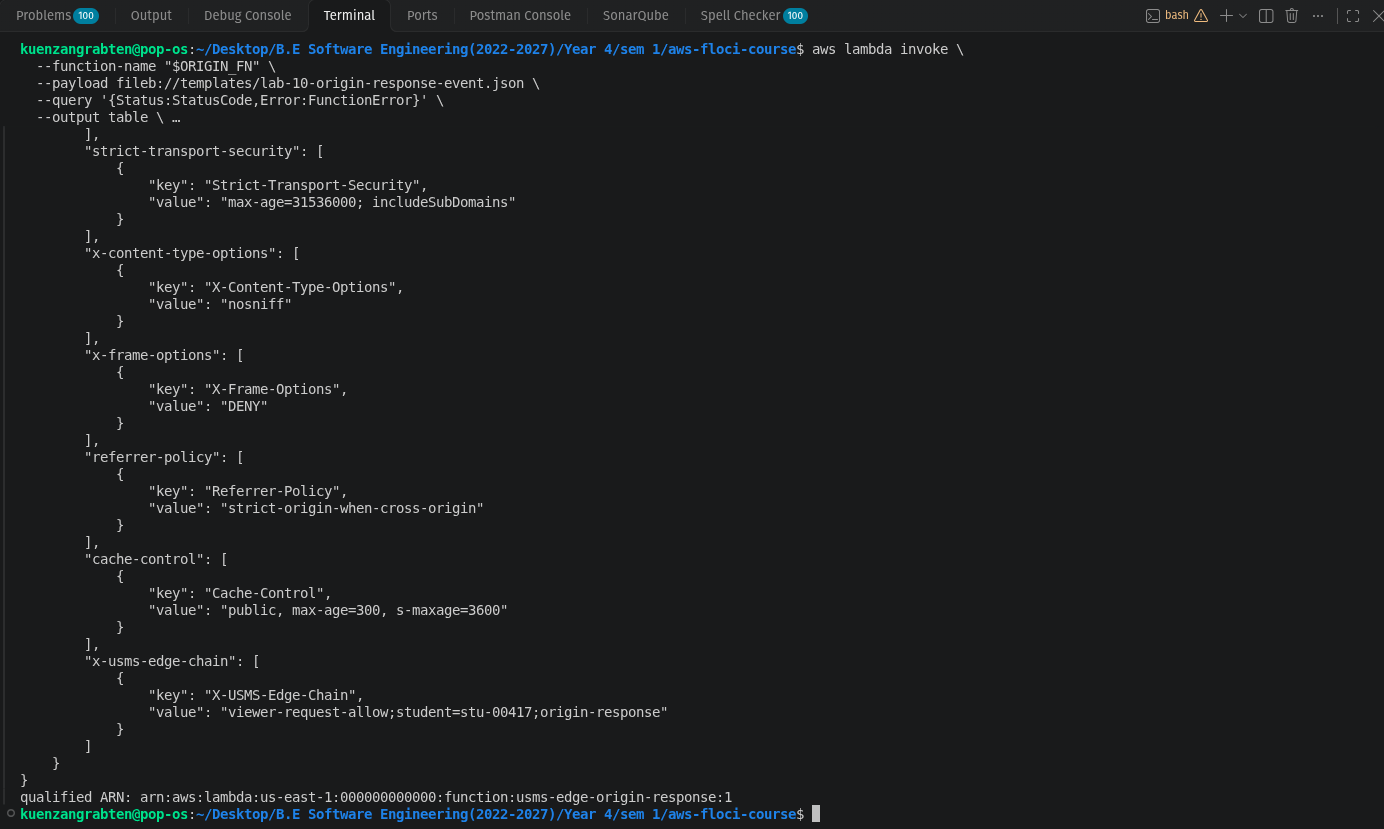 Problems 100 Output Debug Console Terminal Ports Postman Console SonarQube Spell Checker 100 bash
kuenzangrabten@pop-os:~/Desktop/B.E Software Engineering(2022-2027)/Year 4/sem 1/aws-floci-course$ aws lambda invoke \
  --function-name "$ORIGIN_FN" \
  --payload fileb://templates/lab-10-origin-response-event.json \
  --query '{Status:StatusCode,Error:FunctionError}' \
  --output table \ …
        ],
        "strict-transport-security": [
            {
                "key": "Strict-Transport-Security",
                "value": "max-age=31536000; includeSubDomains"
            }
        ],
        "x-content-type-options": [
            {
                "key": "X-Content-Type-Options",
                "value": "nosniff"
            }
        ],
        "x-frame-options": [
            {
                "key": "X-Frame-Options",
                "value": "DENY"
            }
        ],
        "referrer-policy": [
            {
                "key": "Referrer-Policy",
                "value": "strict-origin-when-cross-origin"
            }
        ],
        "cache-control": [
            {
                "key": "Cache-Control",
                "value": "public, max-age=300, s-maxage=3600"
            }
        ],
        "x-usms-edge-chain": [
            {
                "key": "X-USMS-Edge-Chain",
                "value": "viewer-request-allow;student=stu-00417;origin-response"
            }
        ]
    }
}
qualified ARN: arn:aws:lambda:us-east-1:000000000000:function:usms-edge-origin-response:1
kuenzangrabten@pop-os:~/Desktop/B.E Software Engineering(2022-2027)/Year 4/sem 1/aws-floci-course$